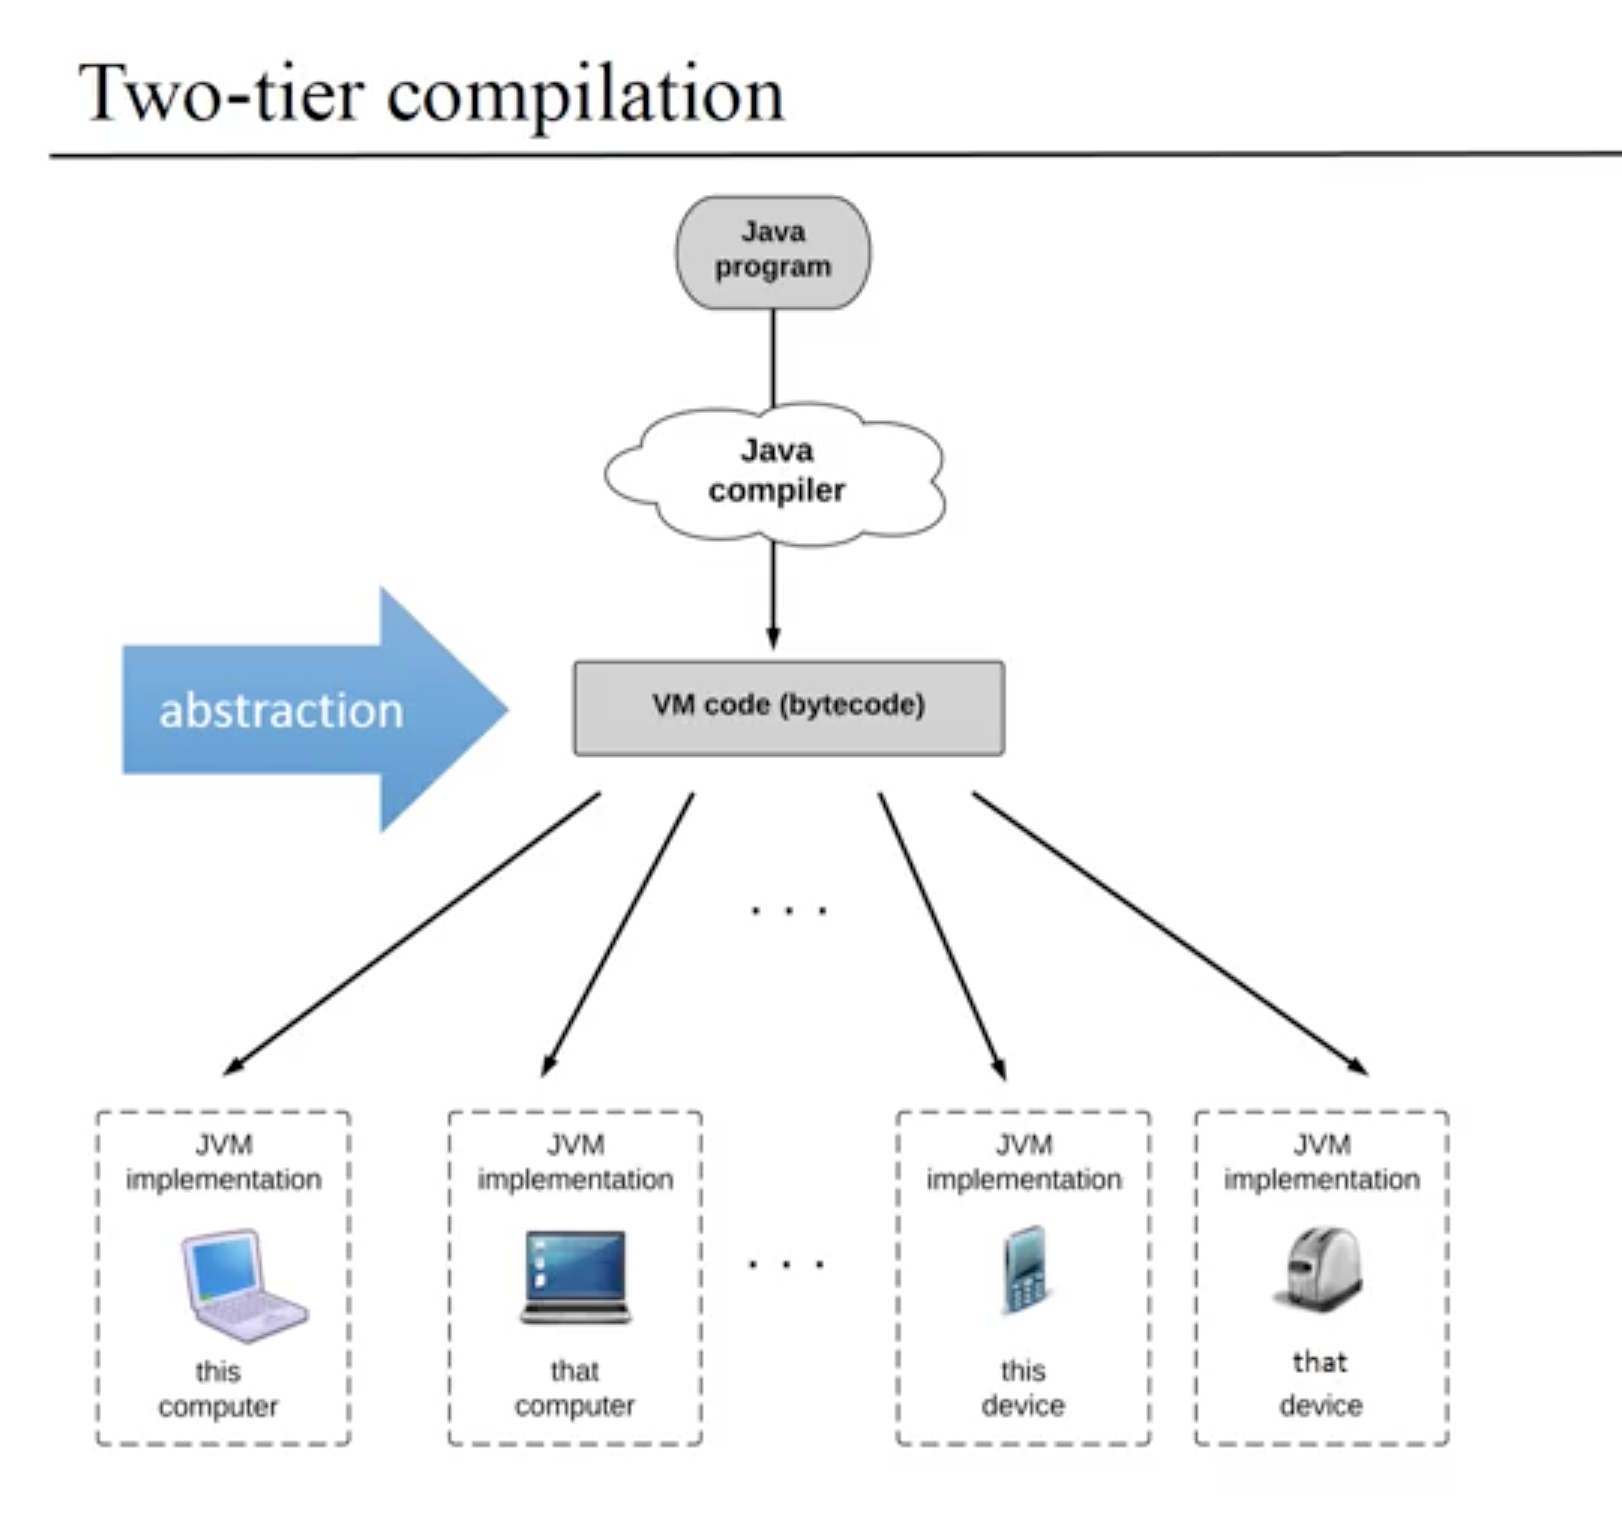 Two-tier compilation
Java
program
Java
compiler
abstraction
VM code (bytecode)
. . .
JVM
implementation
this
computer
JVM
implementation
that
computer
. . .
JVM
implementation
this
device
JVM
implementation
that
device